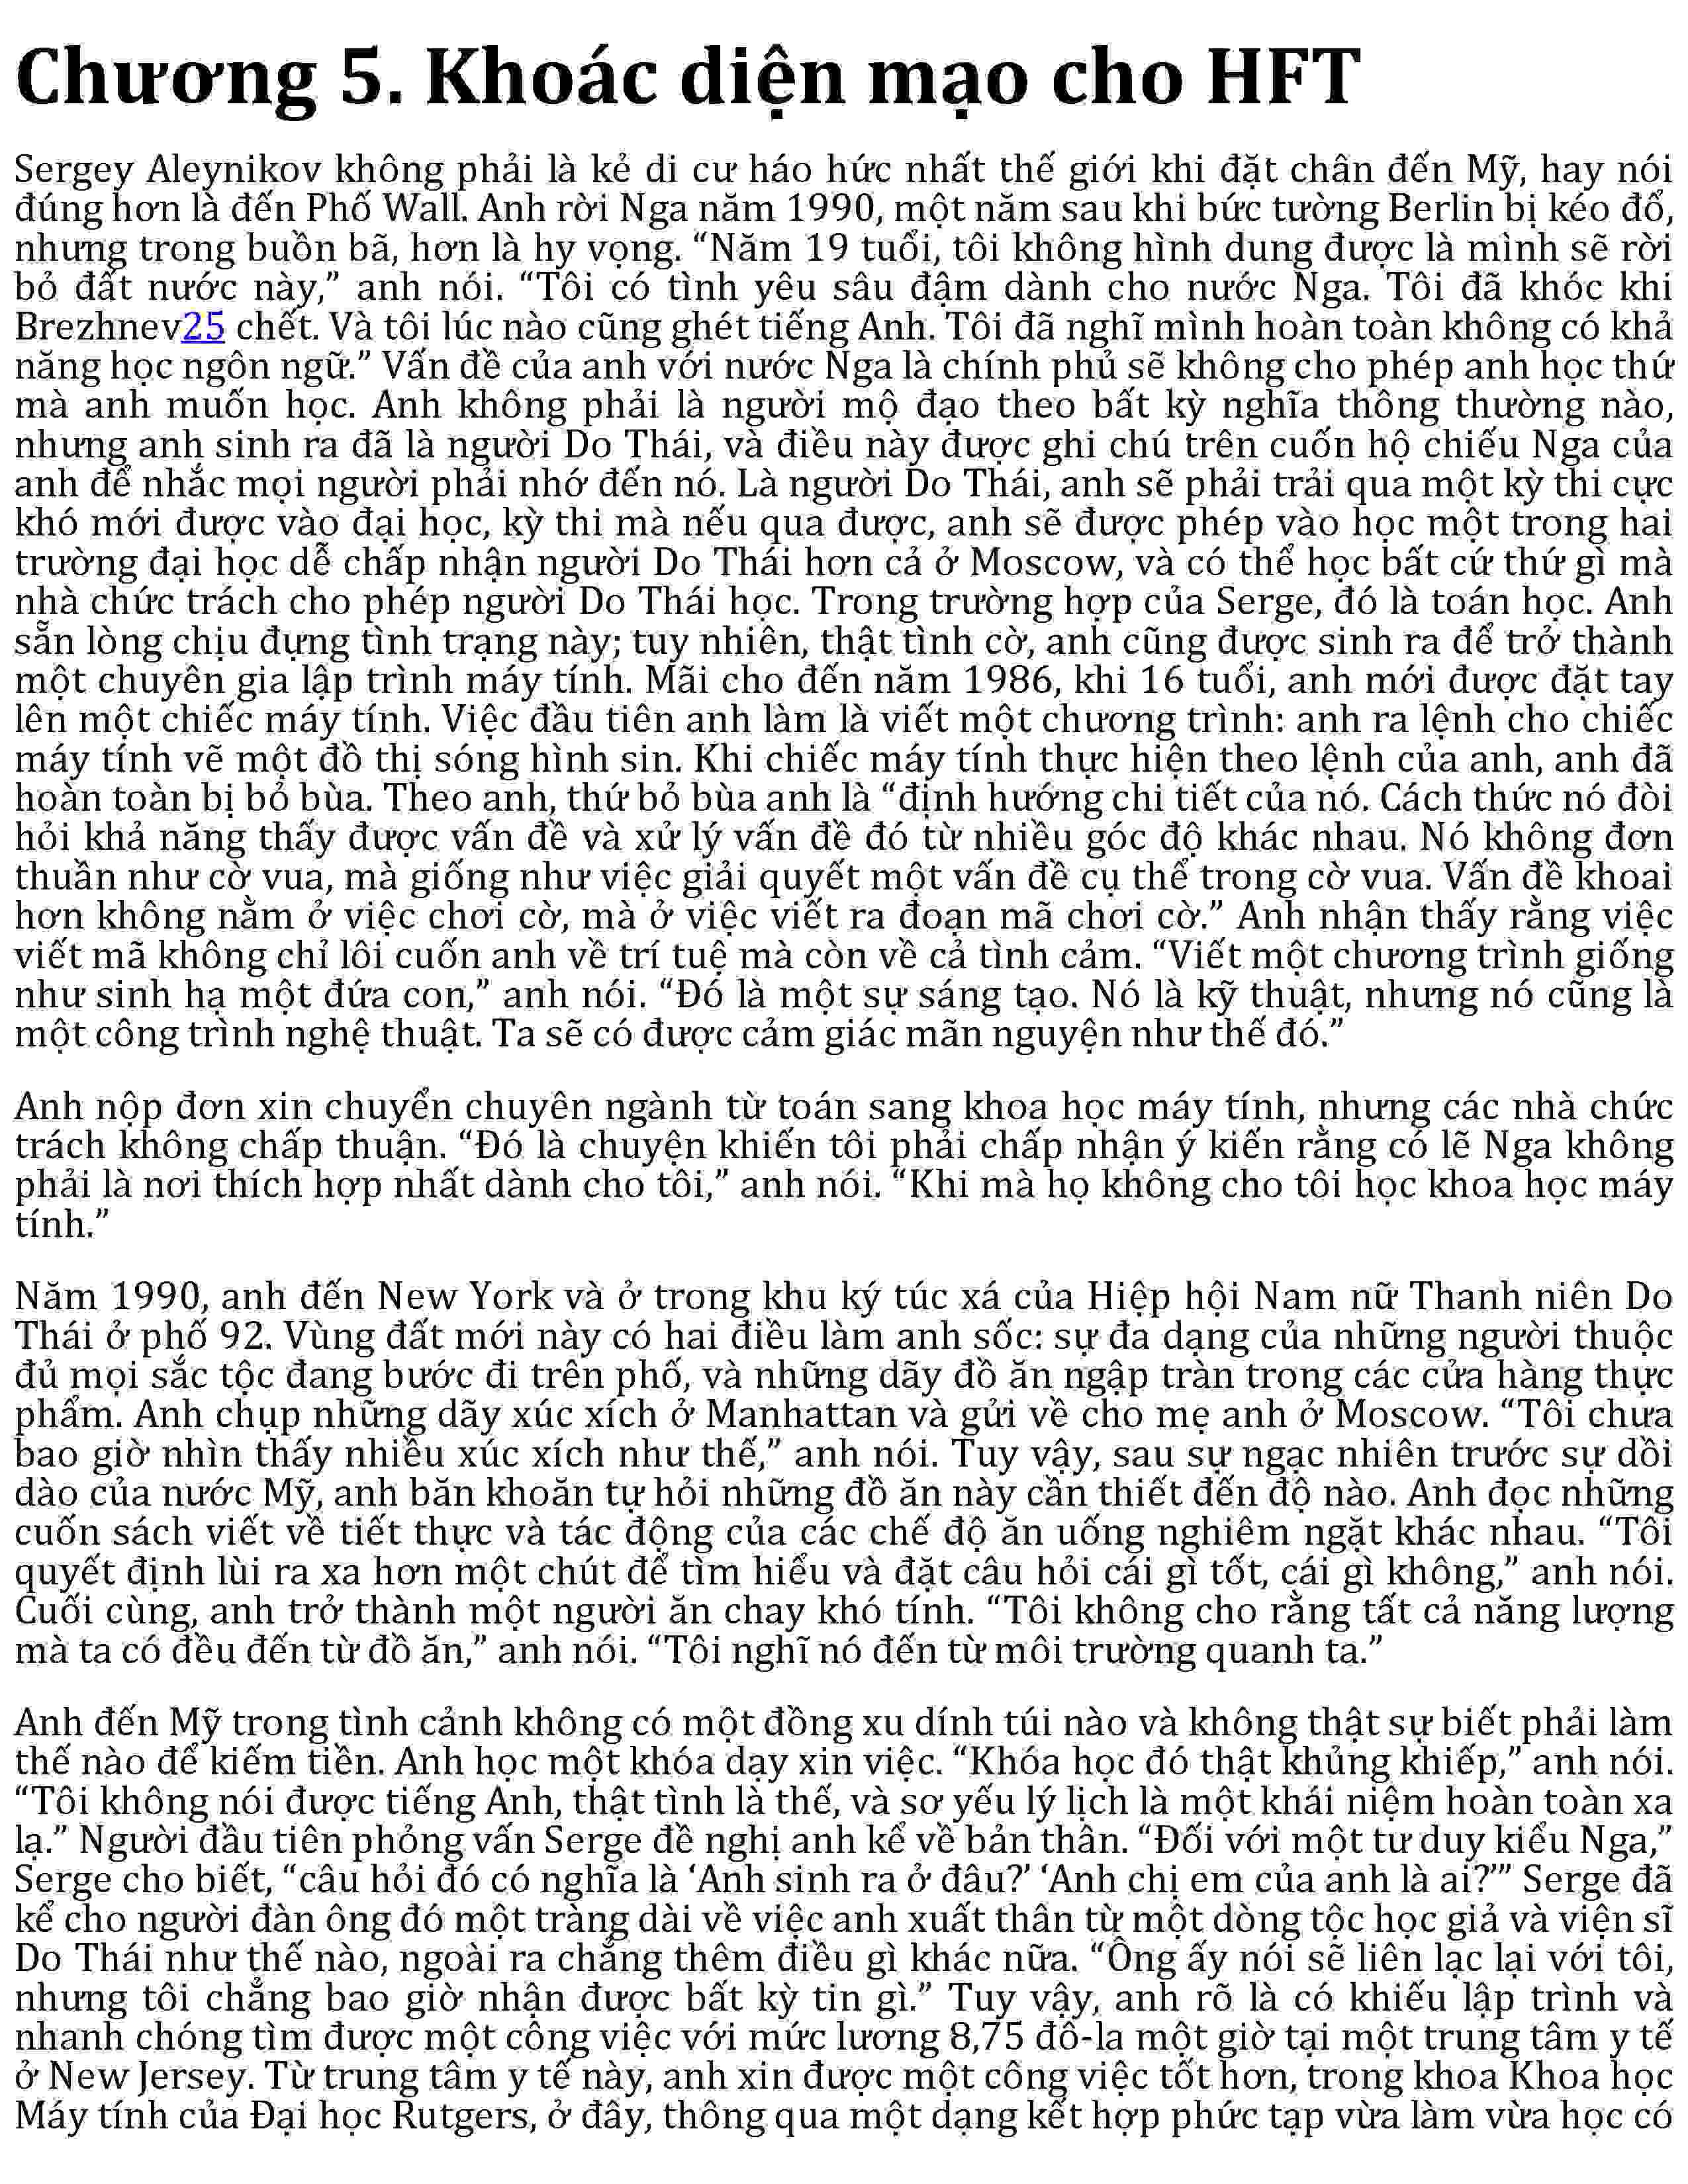 Chương 5. Khoác diện mạo cho HFT
Sergey Aleynikov không phải là kẻ di cư háo hức nhất thế giới khi đặt chân đến Mỹ, hay nói
đúng hơn là đến Phố Wall. Anh rời Nga năm 1990, một năm sau khi bức tường Berlin bị kéo đổ,
nhưng trong buồn bã, hơn là hy vọng. “Năm 19 tuổi, tôi không hình dung được là mình sẽ rời
bỏ đất nước này,” anh nói. “Tôi có tình yêu sâu đậm dành cho nước Nga. Tôi đã khóc khi
Brezhnev25 chết. Và tôi lúc nào cũng ghét tiếng Anh. Tôi đã nghĩ mình hoàn toàn không có khả
năng học ngôn ngữ.” Vấn đề của anh với nước Nga là chính phủ sẽ không cho phép anh học thứ
mà anh muốn học. Anh không phải là người mộ đạo theo bất kỳ nghĩa thông thường nào,
nhưng anh sinh ra đã là người Do Thái, và điều này được ghi chú trên cuốn hộ chiếu Nga của
anh để nhắc mọi người phải nhớ đến nó. Là người Do Thái, anh sẽ phải trải qua một kỳ thi cực
khó mới được vào đại học, kỳ thi mà nếu qua được, anh sẽ được phép vào học một trong hai
trường đại học dễ chấp nhận người Do Thái hơn cả ở Moscow, và có thể học bất cứ thứ gì mà
nhà chức trách cho phép người Do Thái học. Trong trường hợp của Serge, đó là toán học. Anh
sẵn lòng chịu đựng tình trạng này; tuy nhiên, thật tình cờ, anh cũng được sinh ra để trở thành
một chuyên gia lập trình máy tính. Mãi cho đến năm 1986, khi 16 tuổi, anh mới được đặt tay
lên một chiếc máy tính. Việc đầu tiên anh làm là viết một chương trình: anh ra lệnh cho chiếc
máy tính vẽ một đồ thị sóng hình sin. Khi chiếc máy tính thực hiện theo lệnh của anh, anh đã
hoàn toàn bị bỏ bùa. Theo anh, thứ bỏ bùa anh là “định hướng chi tiết của nó. Cách thức nó đòi
hỏi khả năng thấy được vấn đề và xử lý vấn đề đó từ nhiều góc độ khác nhau. Nó không đơn
thuần như cờ vua, mà giống như việc giải quyết một vấn đề cụ thể trong cờ vua. Vấn đề khoai
hơn không nằm ở việc chơi cờ, mà ở việc viết ra đoạn mã chơi cờ.” Anh nhận thấy rằng việc
viết mã không chỉ lôi cuốn anh về trí tuệ mà còn về cả tình cảm. “Viết một chương trình giống
như sinh hạ một đứa con,” anh nói. “Đó là một sự sáng tạo. Nó là kỹ thuật, nhưng nó cũng là
một công trình nghệ thuật. Ta sẽ có được cảm giác mãn nguyện như thế đó.”
Anh nộp đơn xin chuyển chuyên ngành từ toán sang khoa học máy tính, nhưng các nhà chức
trách không chấp thuận. “Đó là chuyện khiến tôi phải chấp nhận ý kiến rằng có lẽ Nga không
phải là nơi thích hợp nhất dành cho tôi,” anh nói. “Khi mà họ không cho tôi học khoa học máy
tính.”
Năm 1990, anh đến New York và ở trong khu ký túc xá của Hiệp hội Nam nữ Thanh niên Do
Thái ở phố 92. Vùng đất mới này có hai điều làm anh sốc: sự đa dạng của những người thuộc
đủ mọi sắc tộc đang bước đi trên phố, và những dãy đồ ăn ngập tràn trong các cửa hàng thực
phẩm. Anh chụp những dãy xúc xích ở Manhattan và gửi về cho mẹ anh ở Moscow. “Tôi chưa
bao giờ nhìn thấy nhiều xúc xích như thế,” anh nói. Tuy vậy, sau sự ngạc nhiên trước sự dồi
dào của nước Mỹ, anh băn khoăn tự hỏi những đồ ăn này cần thiết đến độ nào. Anh đọc những
cuốn sách viết về tiết thực và tác động của các chế độ ăn uống nghiêm ngặt khác nhau. “Tôi
quyết định lùi ra xa hơn một chút để tìm hiểu và đặt câu hỏi cái gì tốt, cái gì không,” anh nói.
Cuối cùng, anh trở thành một người ăn chay khó tính. “Tôi không cho rằng tất cả năng lượng
mà ta có đều đến từ đồ ăn,” anh nói. “Tôi nghĩ nó đến từ môi trường quanh ta.”
Anh đến Mỹ trong tình cảnh không có một đồng xu dính túi nào và không thật sự biết phải làm
thế nào để kiếm tiền. Anh học một khóa dạy xin việc. “Khóa học đó thật khủng khiếp,” anh nói.
“Tôi không nói được tiếng Anh, thật tình là thế, và sơ yếu lý lịch là một khái niệm hoàn toàn xa
lạ.” Người đầu tiên phỏng vấn Serge đề nghị anh kể về bản thân. “Đối với một tư duy kiểu Nga,”
Serge cho biết, “câu hỏi đó có nghĩa là ‘Anh sinh ra ở đâu?’ ‘Anh chị em của anh là ai?’” Serge đã
kể cho người đàn ông đó một tràng dài về việc anh xuất thân từ một dòng tộc học giả và viện sĩ
Do Thái như thế nào, ngoài ra chẳng thêm điều gì khác nữa. “Ông ấy nói sẽ liên lạc lại với tôi,
nhưng tôi chẳng bao giờ nhận được bất kỳ tin gì.” Tuy vậy, anh rõ là có khiếu lập trình và
nhanh chóng tìm được một công việc với mức lương 8,75 đô-la một giờ tại một trung tâm y tế
ở New Jersey. Từ trung tâm y tế này, anh xin được một công việc tốt hơn, trong khoa Khoa học
Máy tính của Đại học Rutgers, ở đây, thông qua một dạng kết hợp phức tạp vừa làm vừa học có